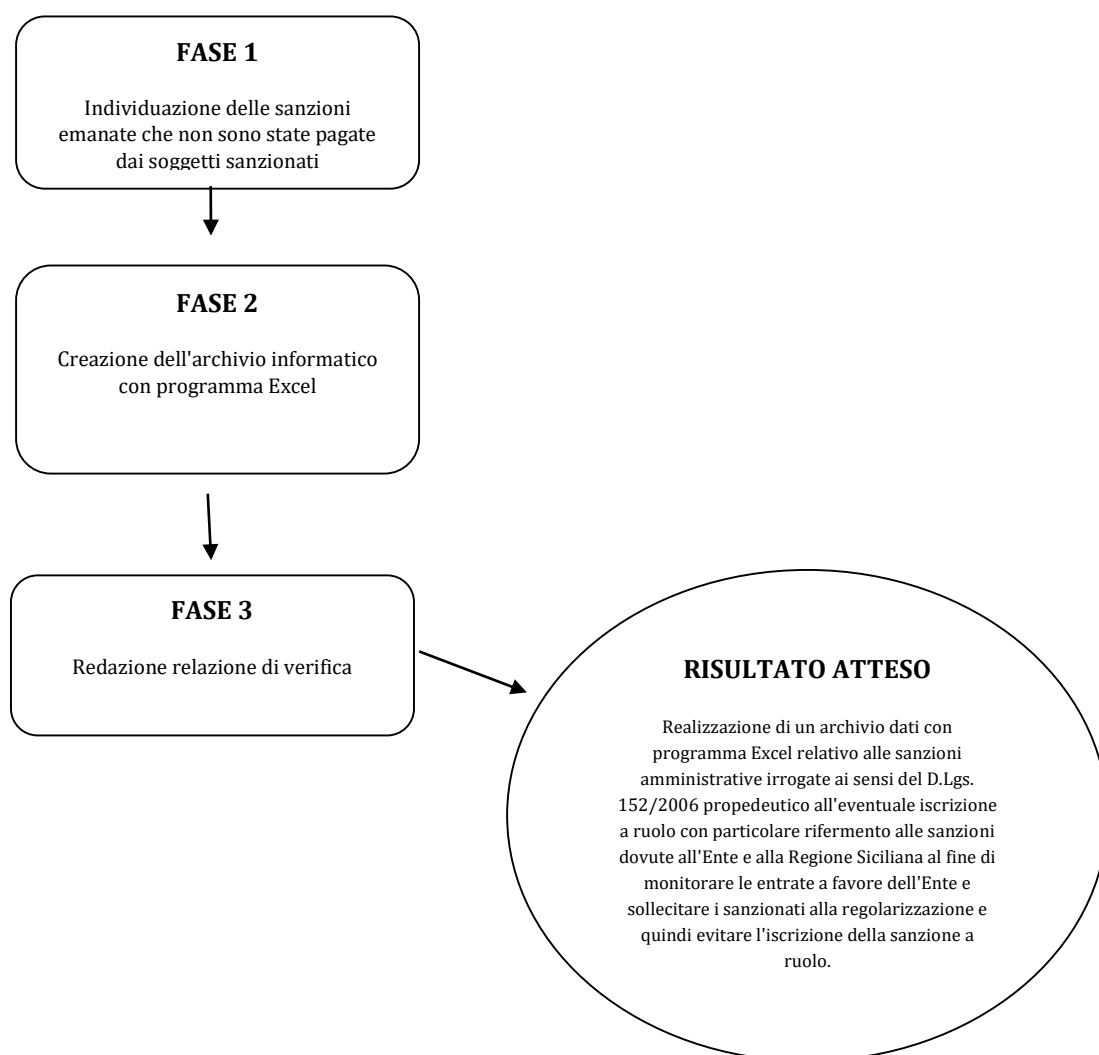 FASE 1
Individuazione delle sanzioni
emanate che non sono state pagate
dai soggetti sanzionati
FASE 2
Creazione dell'archivio informatico
con programma Excel
FASE 3
Redazione relazione di verifica
RISULTATO ATTESO
Realizzazione di un archivio dati con
programma Excel relativo alle sanzioni
amministrative irrogate ai sensi del D.Lgs.
152/2006 propedeutico all'eventuale iscrizione
a ruolo con particolare rifermento alle sanzioni
dovute all'Ente e alla Regione Siciliana al fine di
monitorare le entrate a favore dell'Ente e
sollecitare i sanzionati alla regolarizzazione e
quindi evitare l'iscrizione della sanzione a
ruolo.